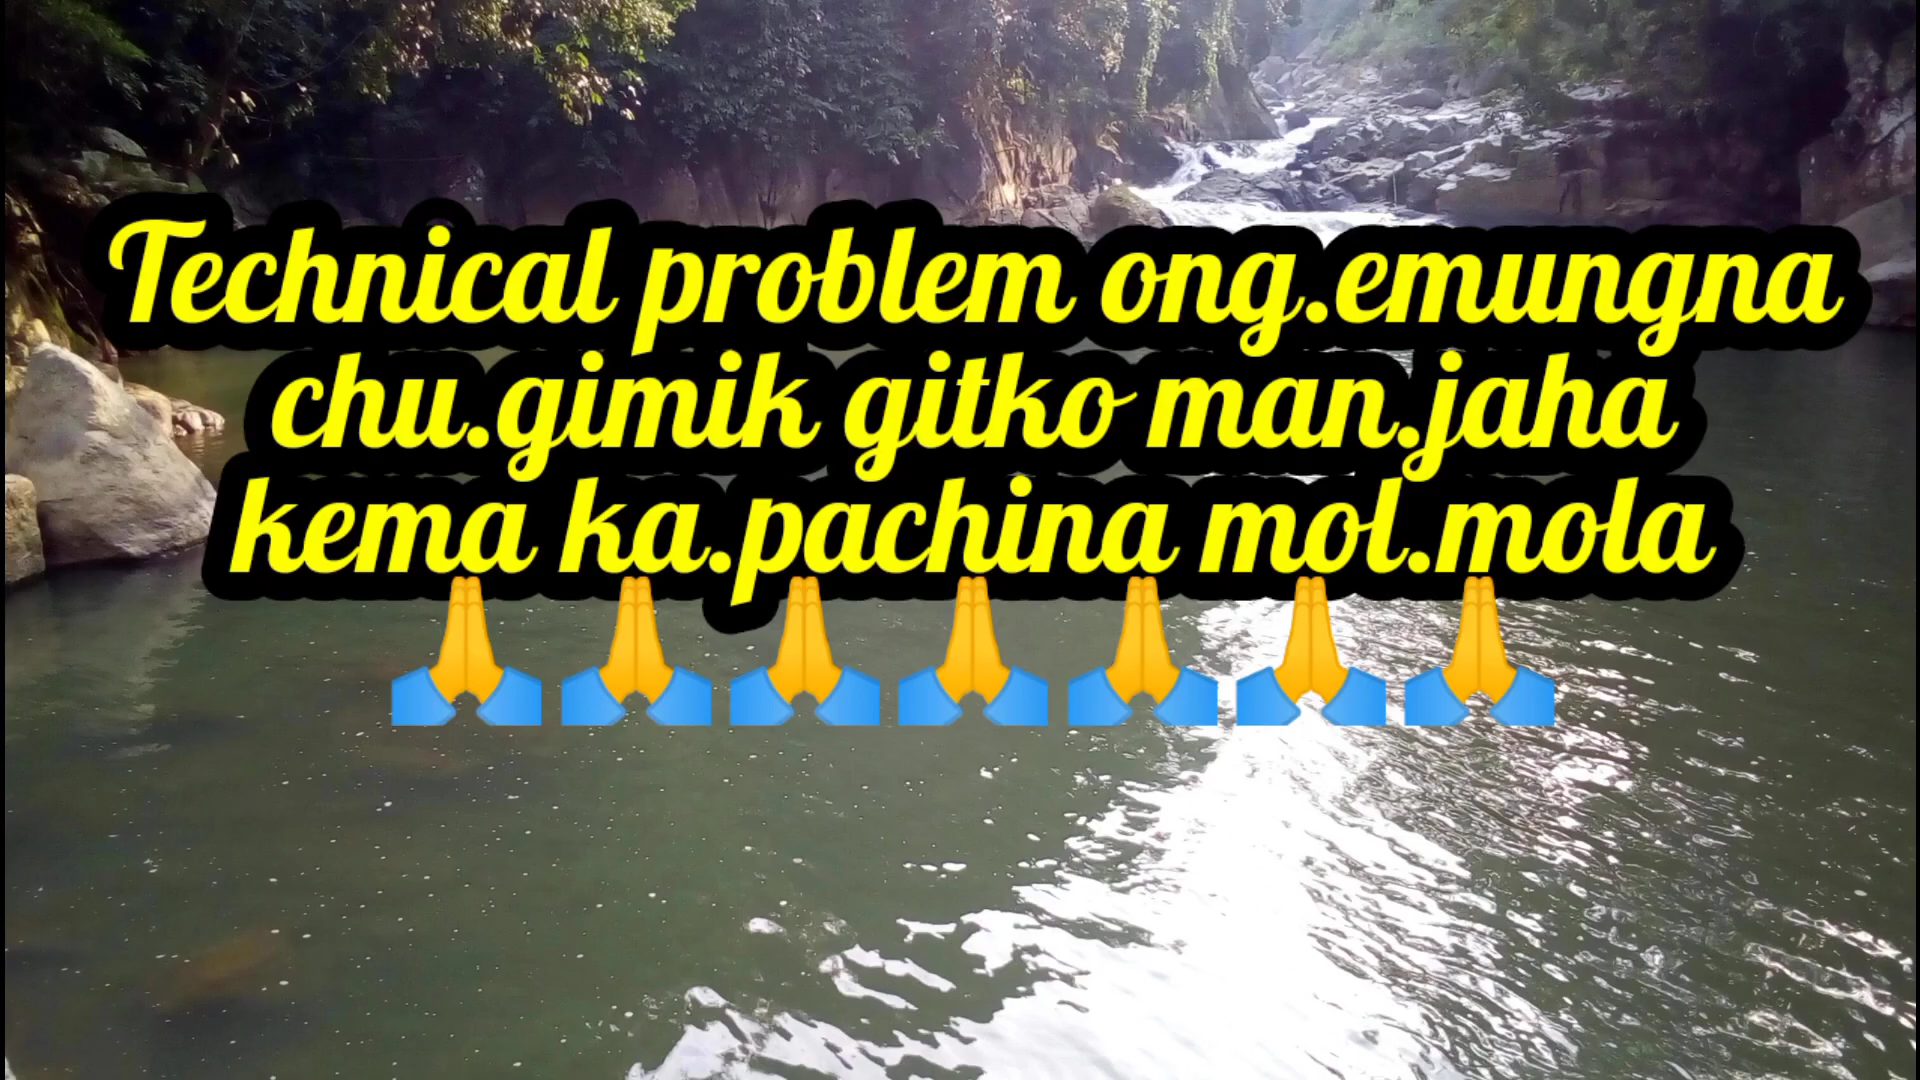 Technical problem ong.emungna
chu.gimik gitko man.jaha
kema ka.pachina mol.mola
🙏🙏🙏🙏🙏🙏🙏